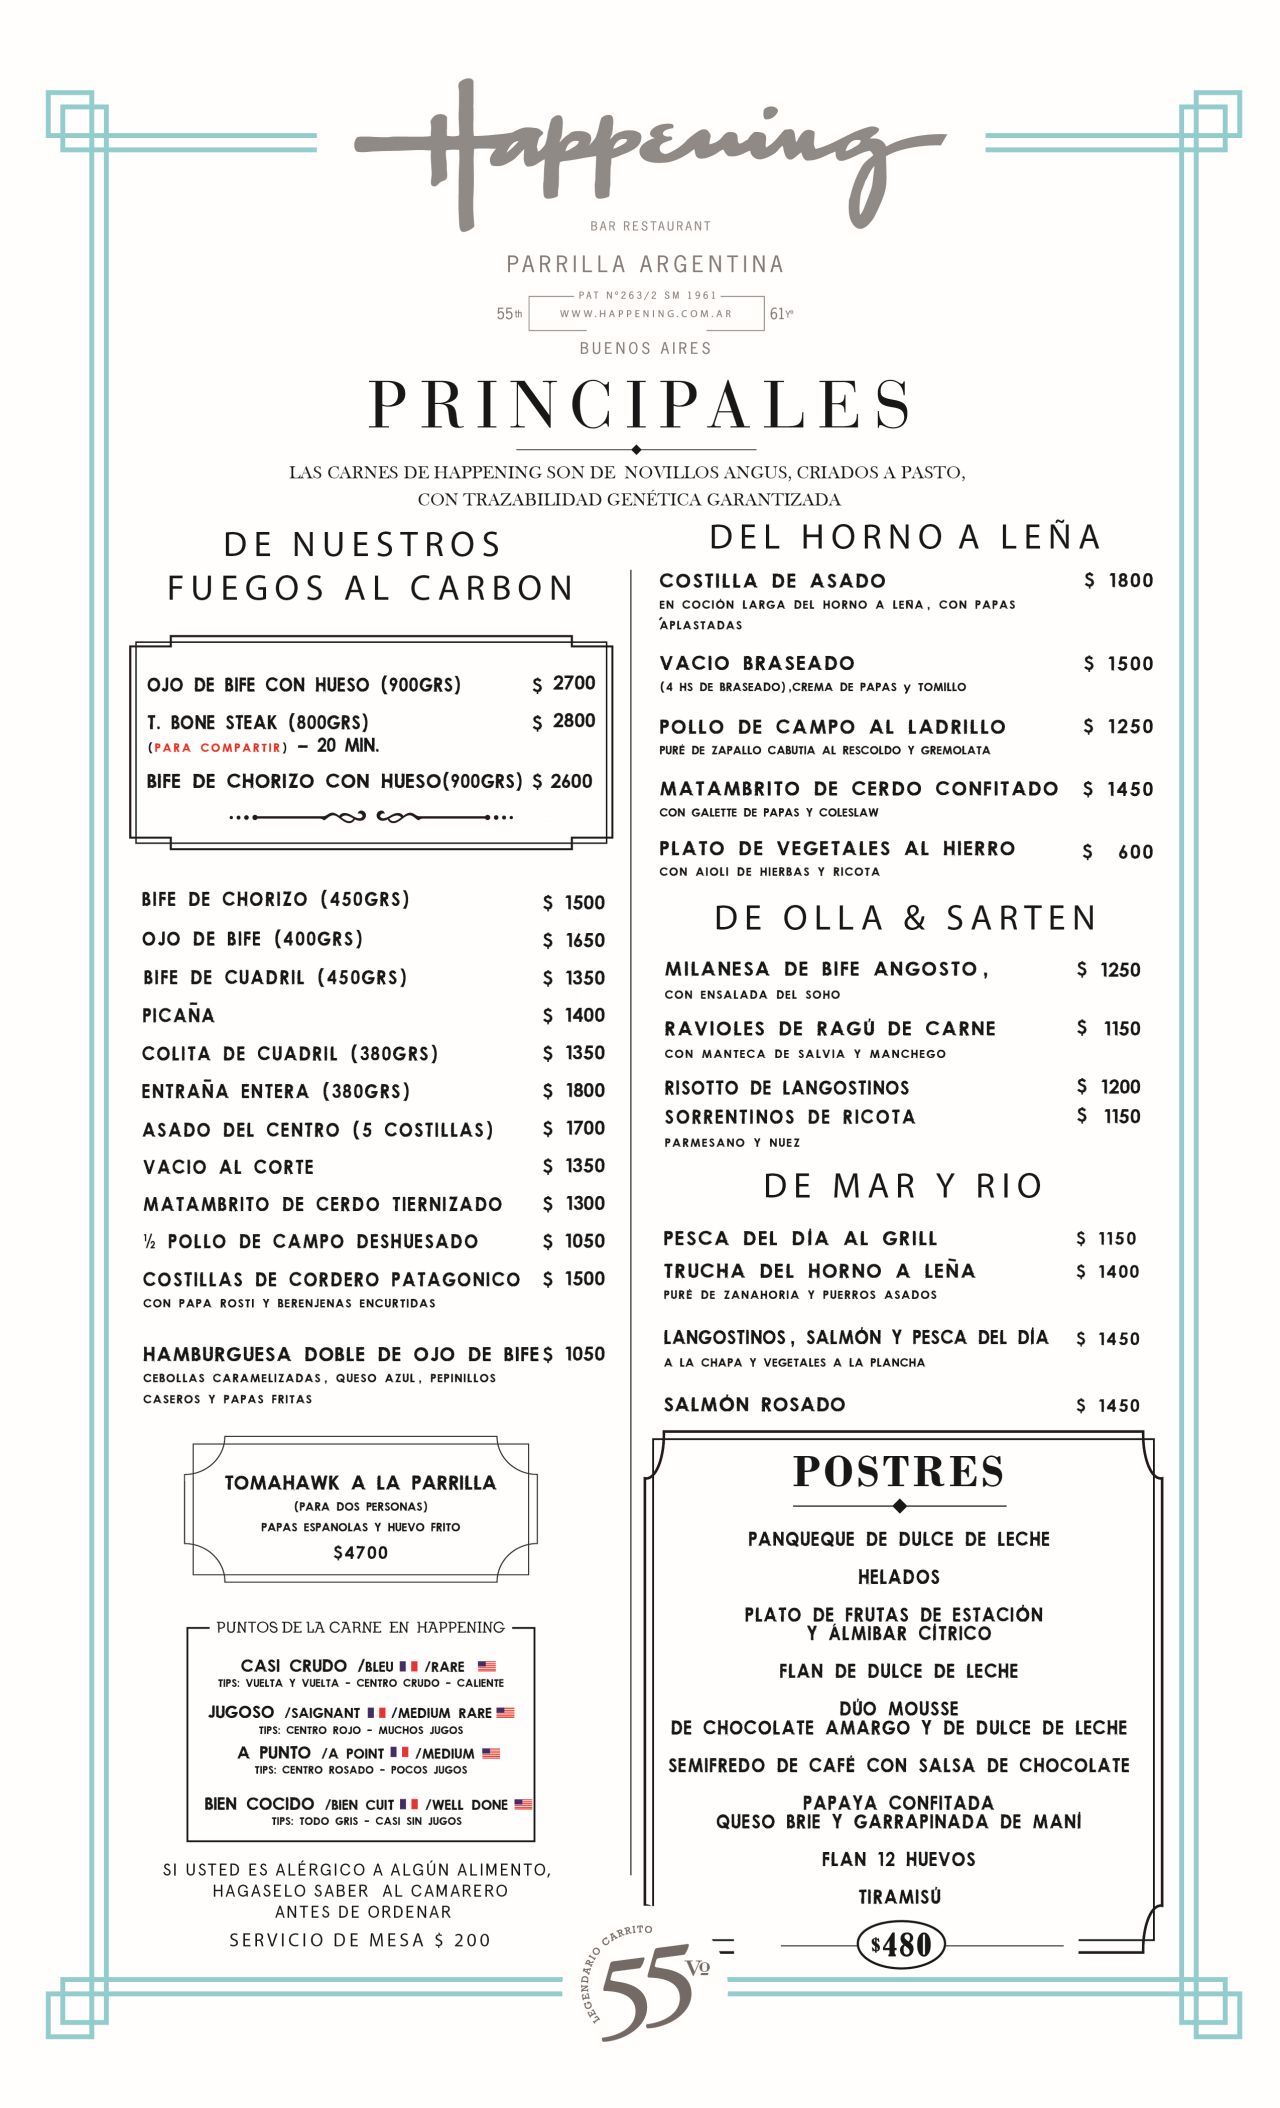 Happening
BAR RESTAURANT
PARRILLA ARGENTINA
PAT Nº263/2 SM 1961
55th
WWW.HAPPENING.COM.AR
61Yº
BUENOS AIRES
PRINCIPALES
LAS CARNES DE HAPPENING SON DE NOVILLOS ANGUS, CRIADOS A PASTO,
CON TRAZABILIDAD GENÉTICA GARANTIZADA
DE NUESTROS
FUEGOS AL CARBON
OJO DE BIFE CON HUESO (900GRS) $ 2700
T. BONE STEAK (800GRS) $ 2800
(PARA COMPARTIR) – 20 MIN.
BIFE DE CHORIZO CON HUESO(900GRS) $ 2600
BIFE DE CHORIZO (450GRS) $ 1500
OJO DE BIFE (400GRS) $ 1650
BIFE DE CUADRIL (450GRS) $ 1350
PICAÑA $ 1400
COLITA DE CUADRIL (380GRS) $ 1350
ENTRAÑA ENTERA (380GRS) $ 1800
ASADO DEL CENTRO (5 COSTILLAS) $ 1700
VACIO AL CORTE $ 1350
MATAMBRITO DE CERDO TIERNIZADO $ 1300
½ POLLO DE CAMPO DESHUESADO $ 1050
COSTILLAS DE CORDERO PATAGONICO $ 1500
CON PAPA ROSTI Y BERENJENAS ENCURTIDAS
HAMBURGUESA DOBLE DE OJO DE BIFE $ 1050
CEBOLLAS CARAMELIZADAS, QUESO AZUL, PEPINILLOS
CASEROS Y PAPAS FRITAS
TOMAHAWK A LA PARRILLA
(PARA DOS PERSONAS)
PAPAS ESPANOLAS Y HUEVO FRITO
$4700
PUNTOS DE LA CARNE EN HAPPENING
CASI CRUDO /BLEU /RARE
TIPS: VUELTA Y VUELTA - CENTRO CRUDO - CALIENTE
JUGOSO /SAIGNANT /MEDIUM RARE
TIPS: CENTRO ROJO - MUCHOS JUGOS
A PUNTO /A POINT /MEDIUM
TIPS: CENTRO ROSADO - POCOS JUGOS
BIEN COCIDO /BIEN CUIT /WELL DONE
TIPS: TODO GRIS - CASI SIN JUGOS
SI USTED ES ALÉRGICO A ALGÚN ALIMENTO,
HAGASELO SABER AL CAMARERO
ANTES DE ORDENAR
SERVICIO DE MESA $ 200
DEL HORNO A LEÑA
COSTILLA DE ASADO $ 1800
EN COCIÓN LARGA DEL HORNO A LEÑA, CON PAPAS
´APLASTADAS
VACIO BRASEADO $ 1500
(4 HS DE BRASEADO),CREMA DE PAPAS y TOMILLO
POLLO DE CAMPO AL LADRILLO $ 1250
PURÉ DE ZAPALLO CABUTIA AL RESCOLDO Y GREMOLATA
MATAMBRITO DE CERDO CONFITADO $ 1450
CON GALETTE DE PAPAS Y COLESLAW
PLATO DE VEGETALES AL HIERRO $ 600
CON AIOLI DE HIERBAS Y RICOTA
DE OLLA & SARTEN
MILANESA DE BIFE ANGOSTO, $ 1250
CON ENSALADA DEL SOHO
RAVIOLES DE RAGÚ DE CARNE $ 1150
CON MANTECA DE SALVIA Y MANCHEGO
RISOTTO DE LANGOSTINOS $ 1200
SORRENTINOS DE RICOTA $ 1150
PARMESANO Y NUEZ
DE MAR Y RIO
PESCA DEL DÍA AL GRILL $ 1150
TRUCHA DEL HORNO A LEÑA $ 1400
PURÉ DE ZANAHORIA Y PUERROS ASADOS
LANGOSTINOS, SALMÓN Y PESCA DEL DÍA $ 1450
A LA CHAPA Y VEGETALES A LA PLANCHA
SALMÓN ROSADO $ 1450
POSTRES
PANQUEQUE DE DULCE DE LECHE
HELADOS
PLATO DE FRUTAS DE ESTACIÓN
Y ÁLMIBAR CÍTRICO
FLAN DE DULCE DE LECHE
DÚO MOUSSE
DE CHOCOLATE AMARGO Y DE DULCE DE LECHE
SEMIFREDO DE CAFÉ CON SALSA DE CHOCOLATE
PAPAYA CONFITADA
QUESO BRIE Y GARRAPINADA DE MANÍ
FLAN 12 HUEVOS
TIRAMISÚ
$480
LEGENDARIO CARRITO
55 Vº